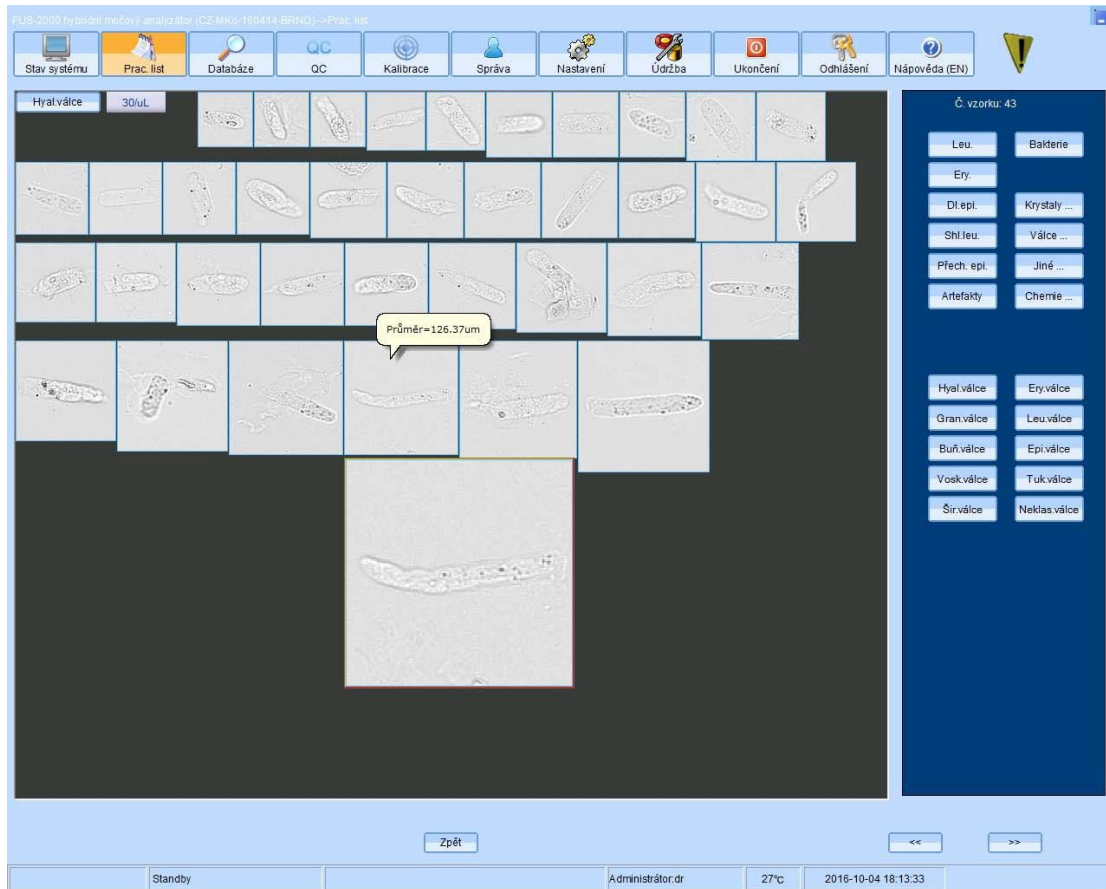 FUS-2000 hybridní močový analyzátor (CZ-MKb-160414-BRNO)-->Prac. list
Stav systému
Prac. list
Databáze
QC
QC
Kalibrace
Správa
Nastavení
Údržba
Ukončení
Odhlášení
Nápověda (EN)
Hyal.válce
30/uL
Č. vzorku: 43
Leu.
Bakterie
Ery.
Dl.epi.
Krystaly ...
Shl.leu.
Válce ...
Přech. epi.
Jiné ...
Artefakty
Chemie ...
Průměr=126.37um
Hyal.válce
Ery.válce
Gran.válce
Leu.válce
Buň.válce
Epi.válce
Vosk.válce
Tuk.válce
Šir.válce
Neklas.válce
Zpět
<<
>>
Standby
Administrátor:dr
27°C
2016-10-04 18:13:33